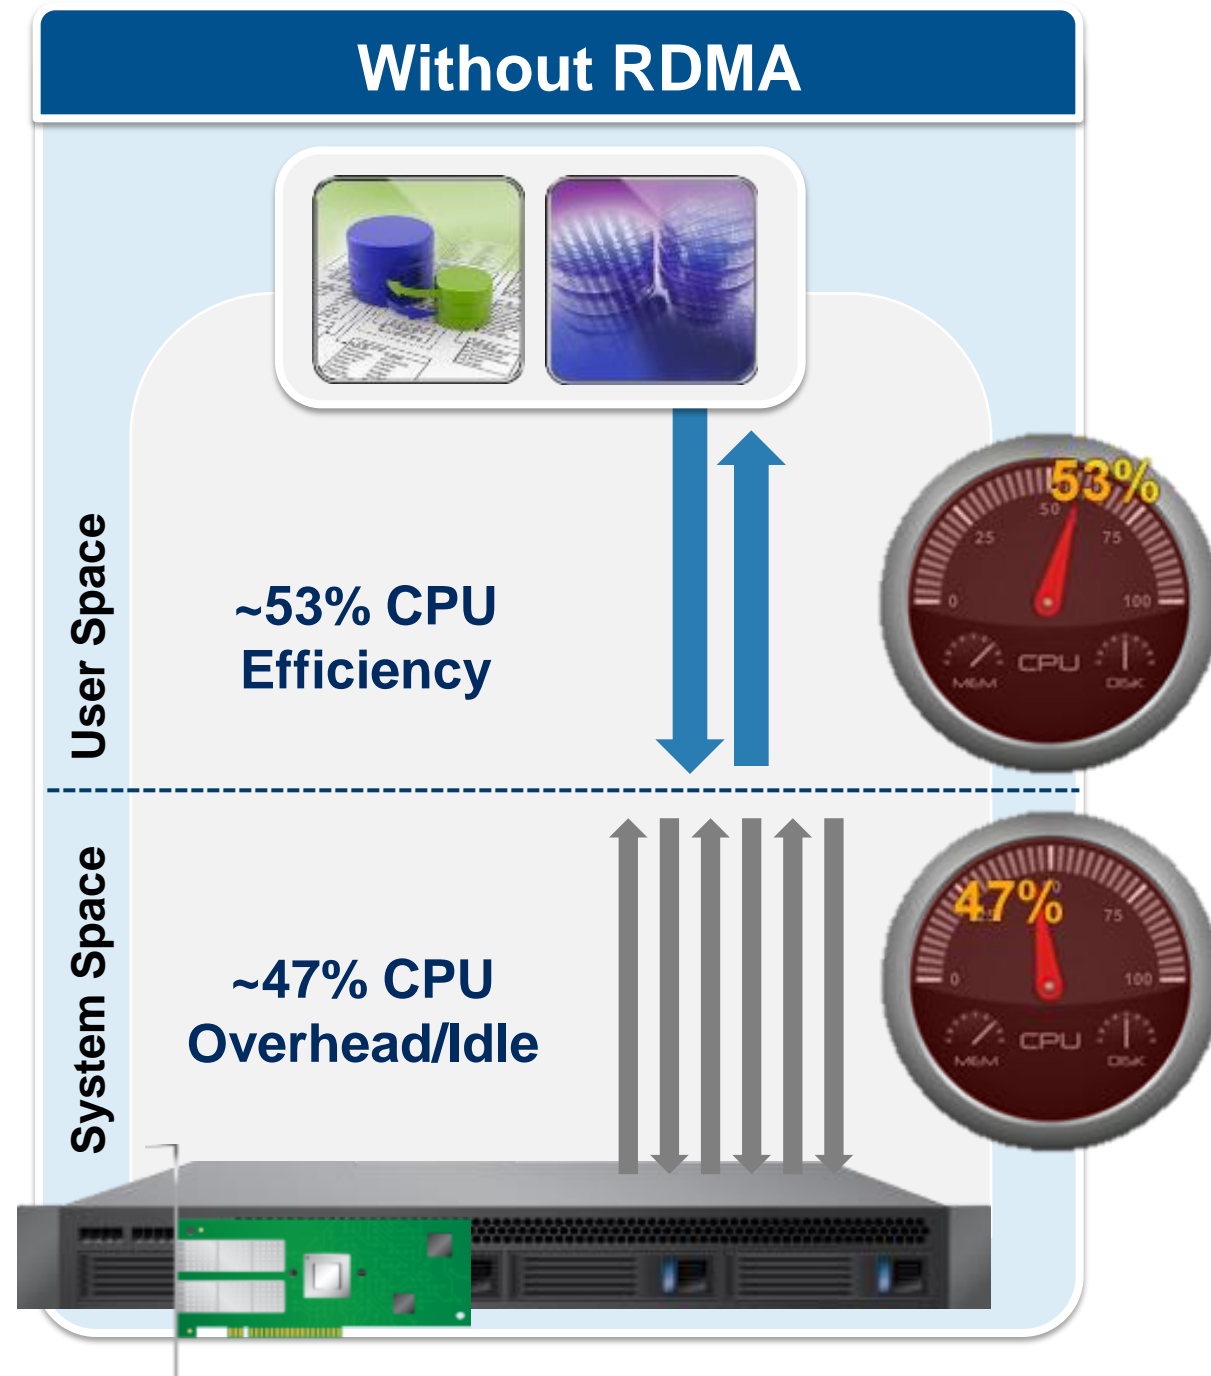 Without RDMA
User Space
~53% CPU
Efficiency
53%
0
25
50
75
100
MEM
CPU
DISK
System Space
~47% CPU
Overhead/Idle
47%
0
75
100
MEM
CPU
DISK